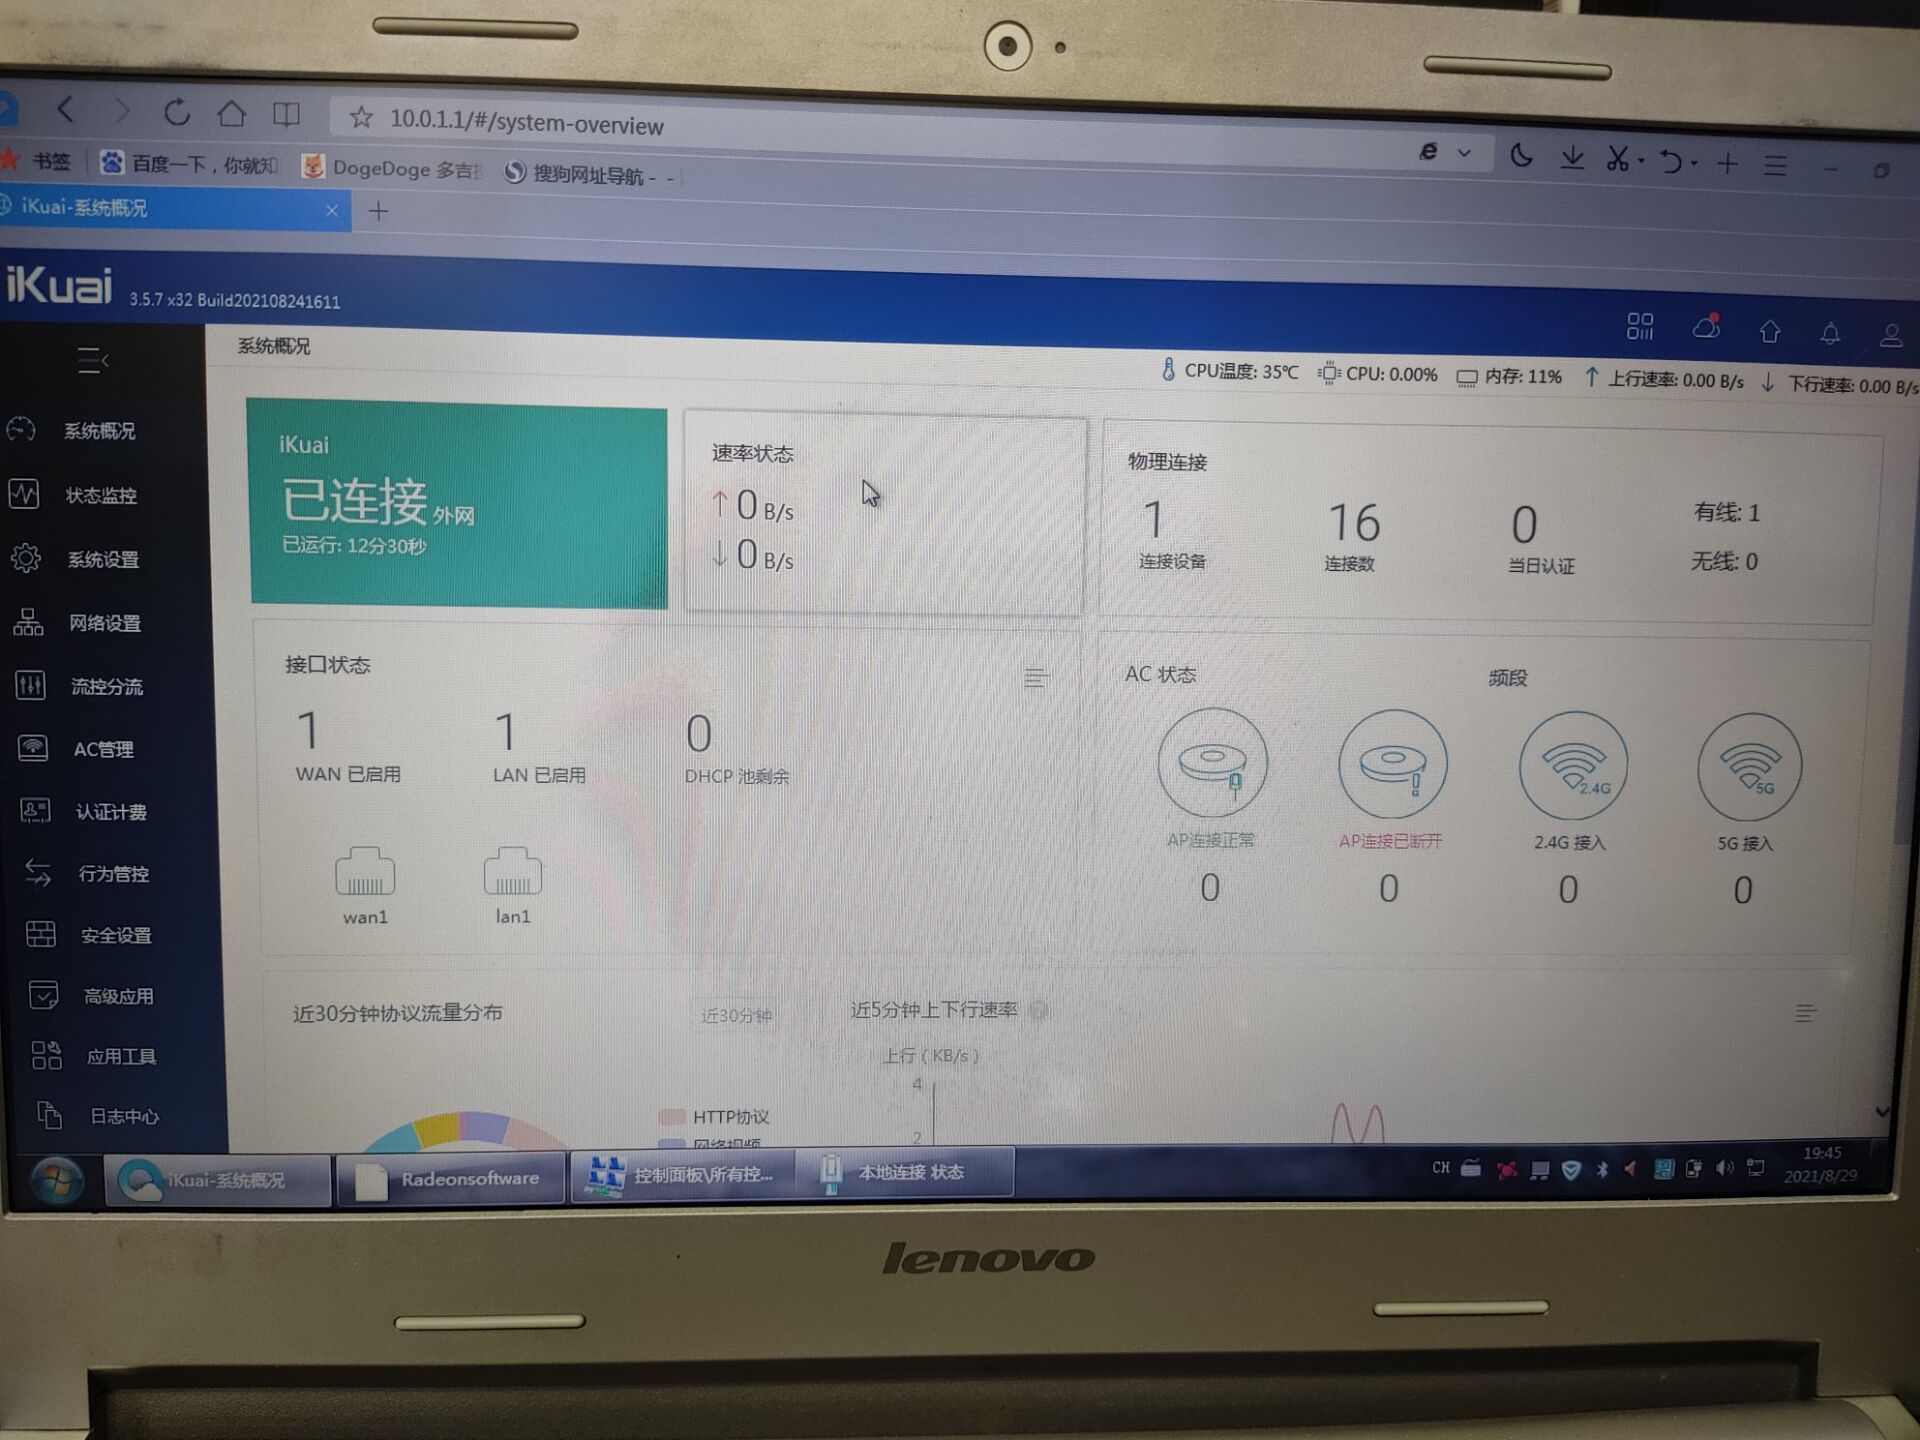 10.0.1.1/#/system-overview
书签
百度一下，你就知
DogeDoge 多吉
搜狗网址导航 - -
iKuai-系统概况
iKuai 3.5.7 x32 Build202108241611
系统概况
CPU温度: 35℃
CPU: 0.00%
内存: 11%
上行速率: 0.00 B/s
下行速率: 0.00 B/s
系统概况
状态监控
系统设置
网络设置
流控分流
AC管理
认证计费
行为管控
安全设置
高级应用
应用工具
日志中心
iKuai
已连接 外网
已运行: 12分30秒
速率状态
↑ 0 B/s
↓ 0 B/s
物理连接
1
连接设备
16
连接数
0
当日认证
有线: 1
无线: 0
接口状态
1
WAN 已启用
1
LAN 已启用
0
DHCP 池剩余
wan1
lan1
AC 状态
频段
2.4G
5G
AP连接正常
AP连接已断开
2.4G 接入
5G 接入
0
0
0
0
近30分钟协议流量分布
近30分钟
HTTP协议
网络视频
近5分钟上下行速率
上行 ( KB/s )
4
2
iKuai-系统概况
Radeonsoftware
控制面板\所有控...
本地连接 状态
CH
19:45
2021/8/29
lenovo